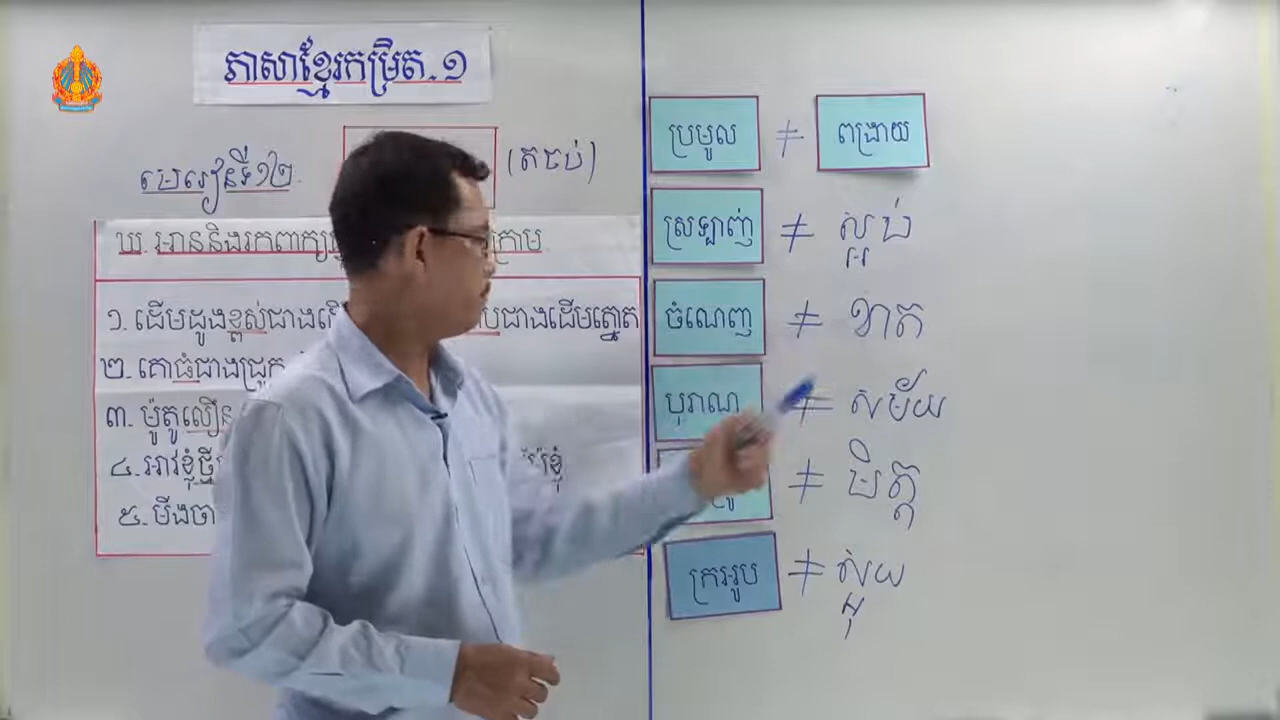 ភាសាខ្មែរកម្រិត.១
មេរៀនទី១២
(តចប់)
ឃ. អាននិងរកពាក្យ ក្រោម
១. ដើមដូងខ្ពស់ជាង ជាងដើមត្នោត
២. គោធំជាងជ្រូក
៣. ម៉ូតូលឿន
៤. អាវខ្ញុំថ្មី ខ្ញុំ
៥. មីងចា
ប្រមូល ≠ ពង្រាយ
ស្រឡាញ់ ≠ ស្អប់
ចំណេញ ≠ ខាត
បុរាណ ≠ សម័យ
≠ មិត្ត
ក្រអូប ≠ ស្អុយ